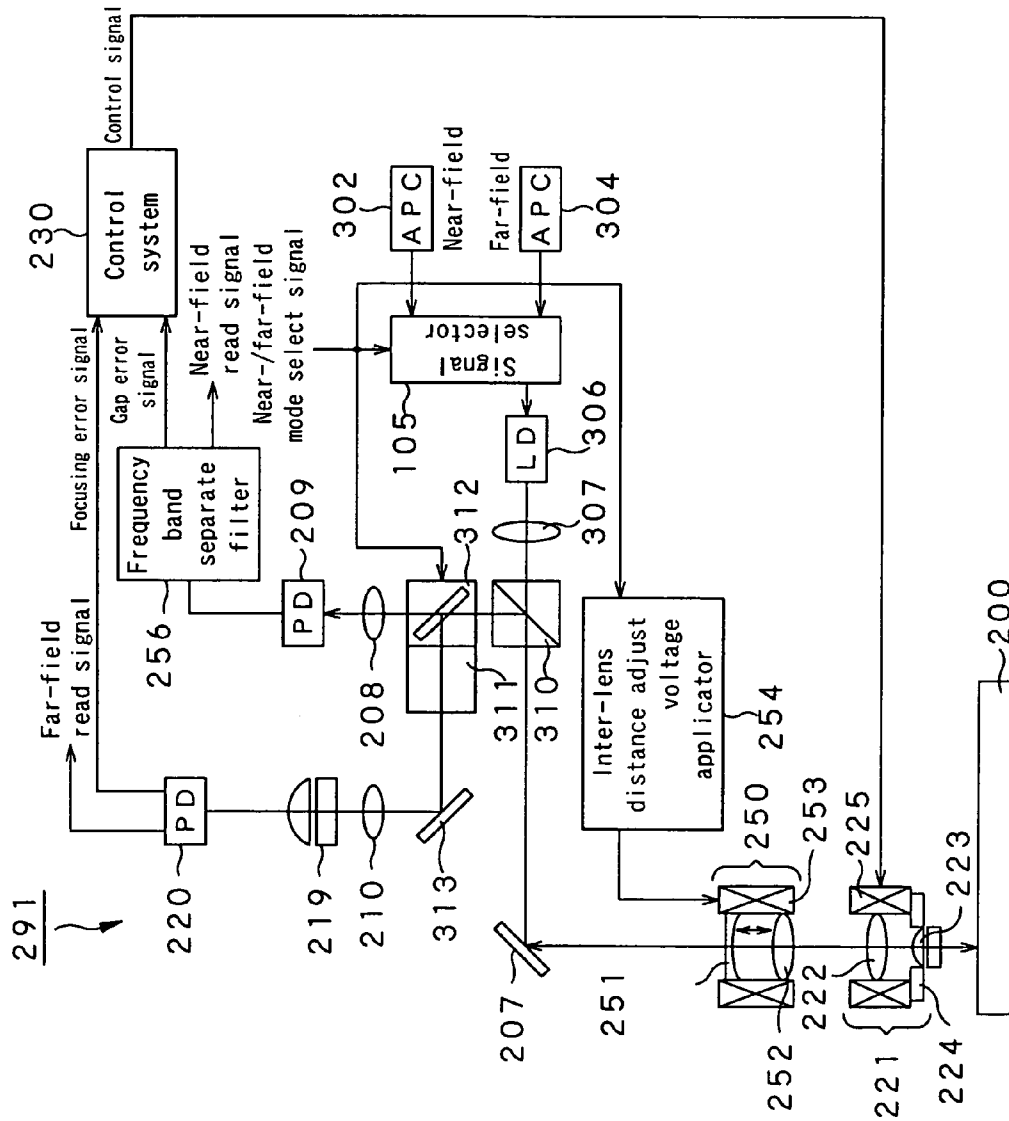 291
Far-field
read signal
Focusing error signal
Gap error
signal
230
Control
system
Control signal
Near-field
read signal
Near-/far-field
mode select signal
Frequency
band
separate
filter
256
PD
220
219
210
313
PD
209
208
312
311
310
302
APC
Near-field
Far-field
APC
304
Signal
selector
105
LD
306
307
207
Inter-lens
distance adjust
voltage
applicator
254
250
253
251
252
225
223
222
221
224
200